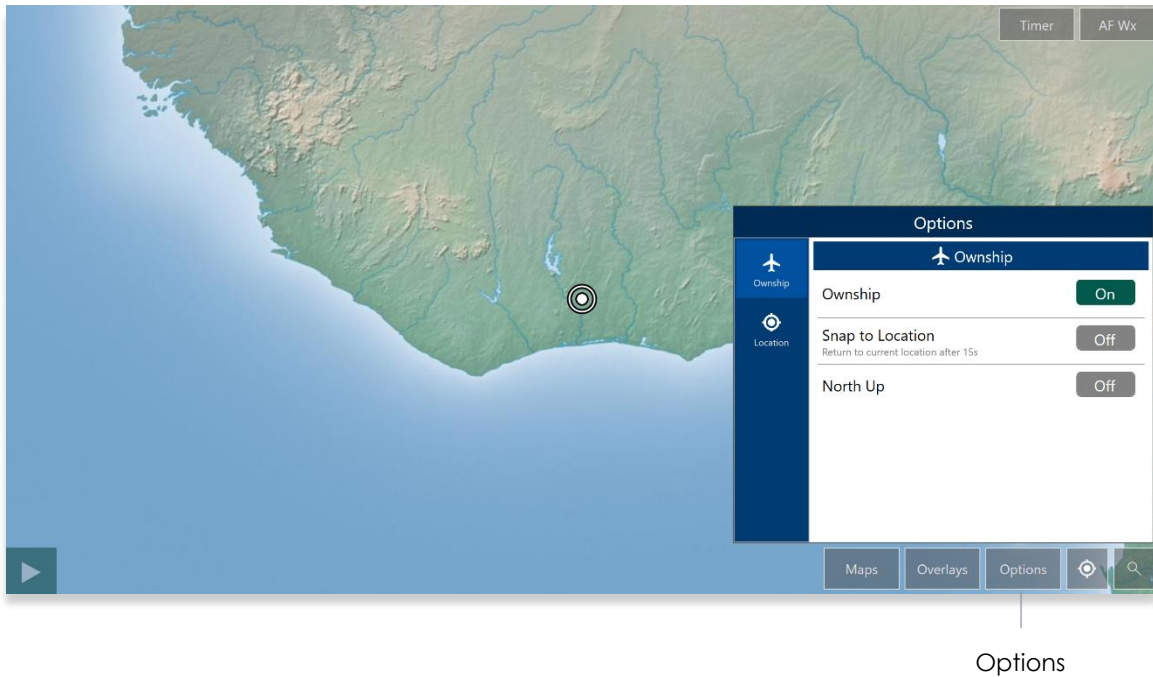 Timer
AF Wx
Options
Ownship
Location
Ownship
Ownship
On
Snap to Location
Off
Return to current location after 15s
North Up
Off
Maps
Overlays
Options
Options